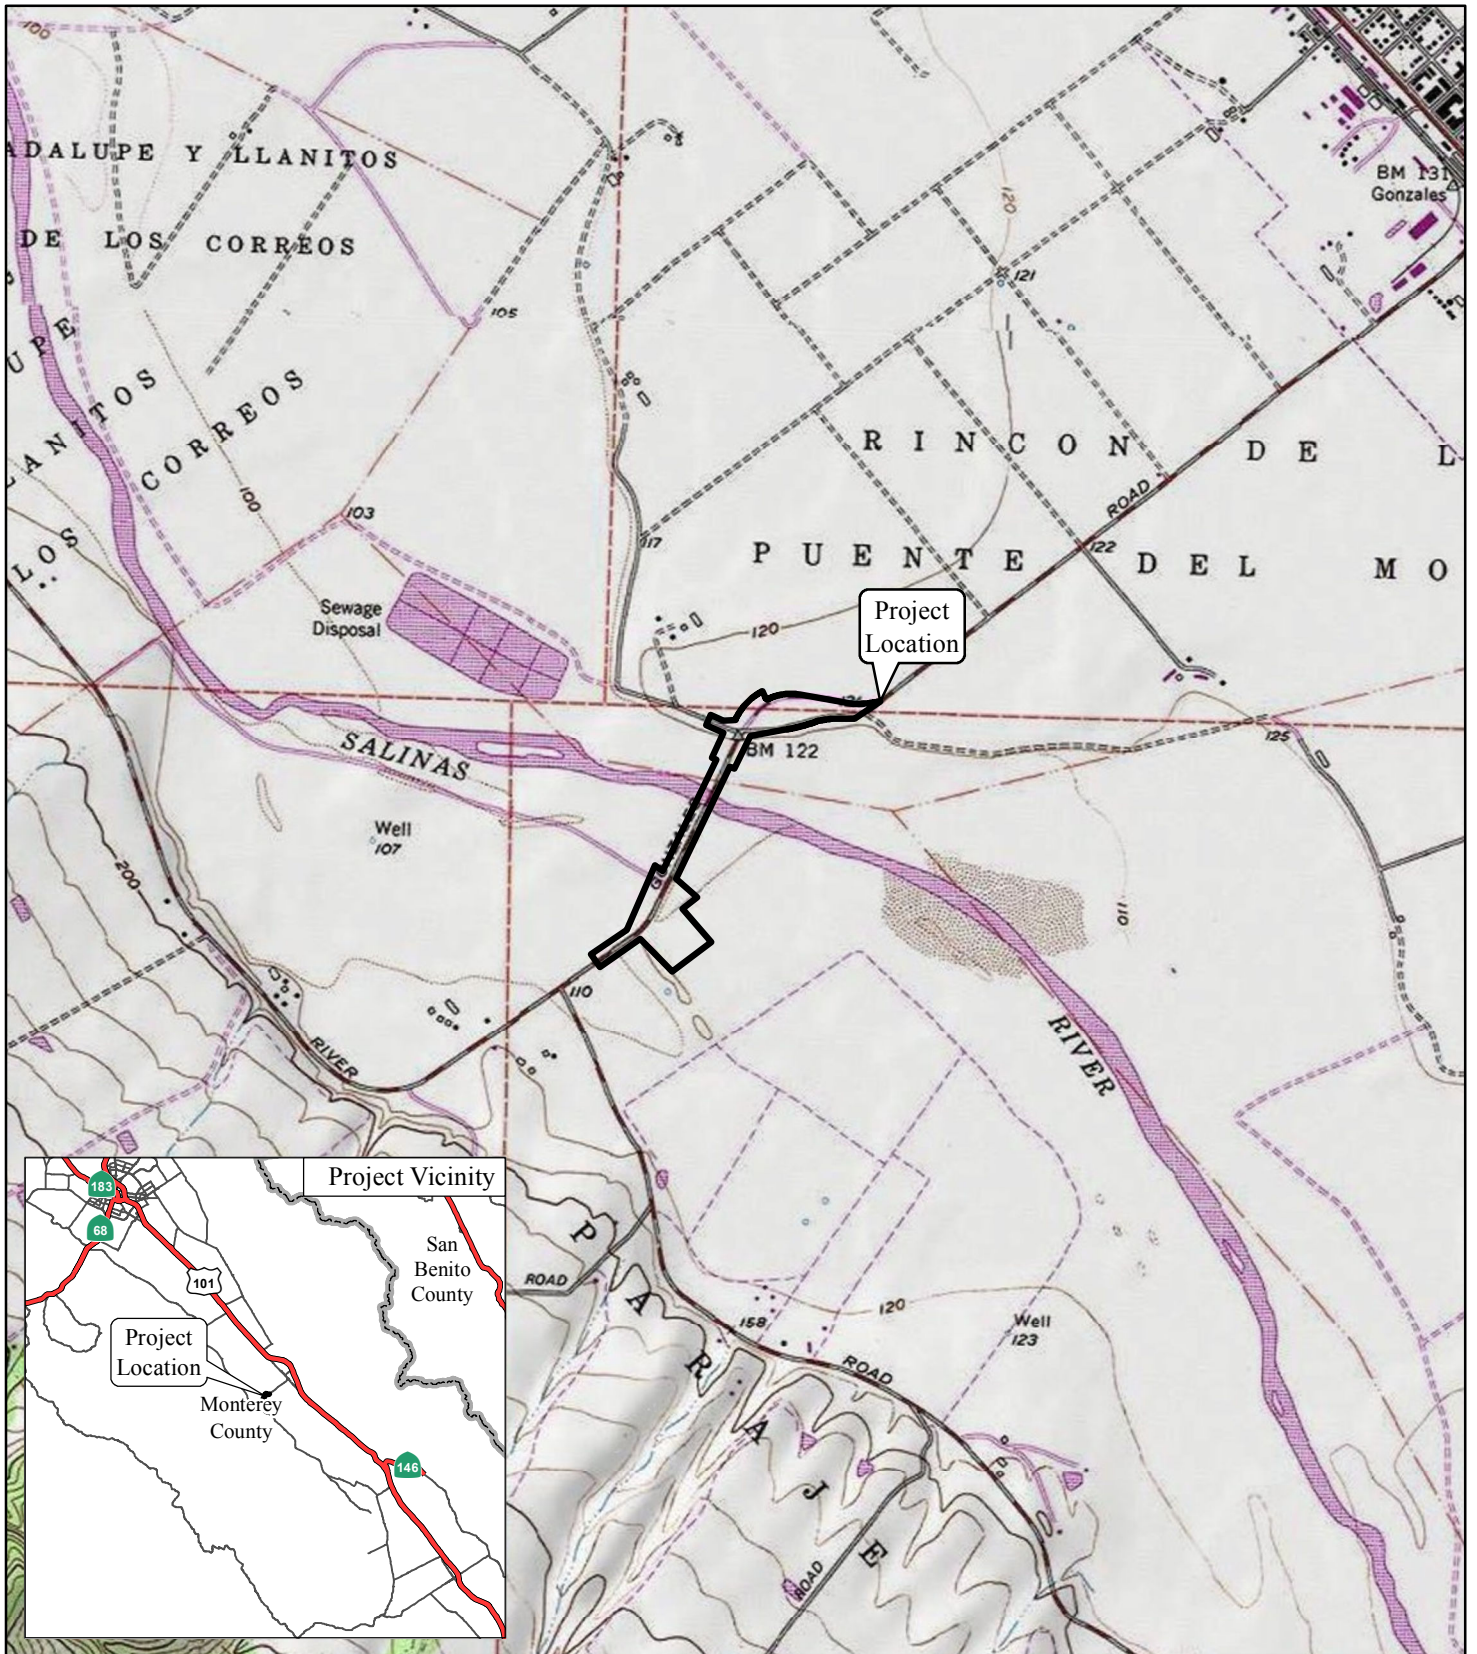 100
ADALUPE Y LLANITOS
BM 131
Gonzales
120
DE LOS CORREOS
121
105
UPE
LANITOS
CORREOS
RINCON DE L
100
ROAD
103
LOS
117
122
PUENTE DEL MO
Sewage
Disposal
Project
Location
120
BM 122
125
SALINAS
Well
107
200
110
110
RIVER
RIVER
Project Vicinity
183
68
San
Benito
County
101
Project
Location
Monterey
County
146
PARAJE
ROAD
120
158
Well
123
ROAD
ROAD